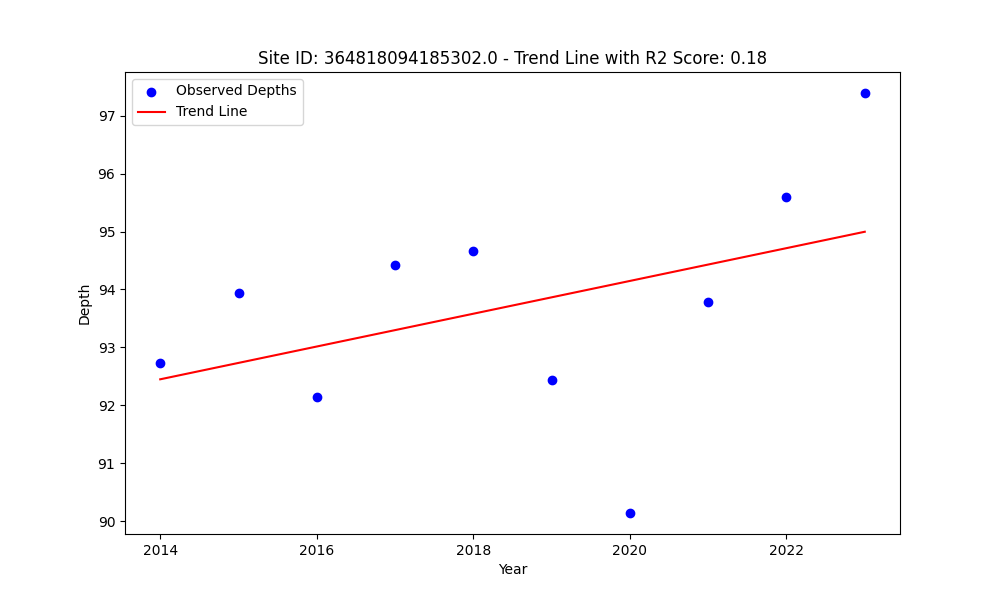 Site ID: 364818094185302.0 - Trend Line with R2 Score: 0.18
Observed Depths
Trend Line
97
96
95
94
93
92
91
90
Depth
2014 2016 2018 2020 2022
Year